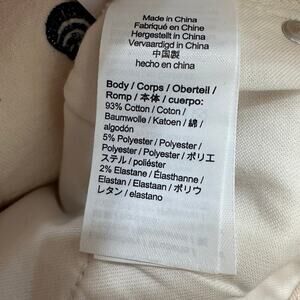 Made in China
Fabriqué en Chine
Hergestellt in China
Vervaardigd in China
中国製
hecho en china
Body / Corps / Oberteil /
Romp / 本体 / cuerpo:
93% Cotton / Coton /
Baumwolle / Katoen / 綿 /
algodón
5% Polyester / Polyester /
Polyester / Polyester / ポリエ
ステル / poliéster
2% Elastane / Élasthanne /
Elastan / Elastaan / ポリウ
レタン / elastano